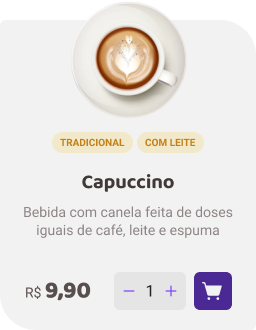 TRADICIONAL COM LEITE
Capuccino
Bebida com canela feita de doses
iguais de café, leite e espuma
R$ 9,90 − 1 +